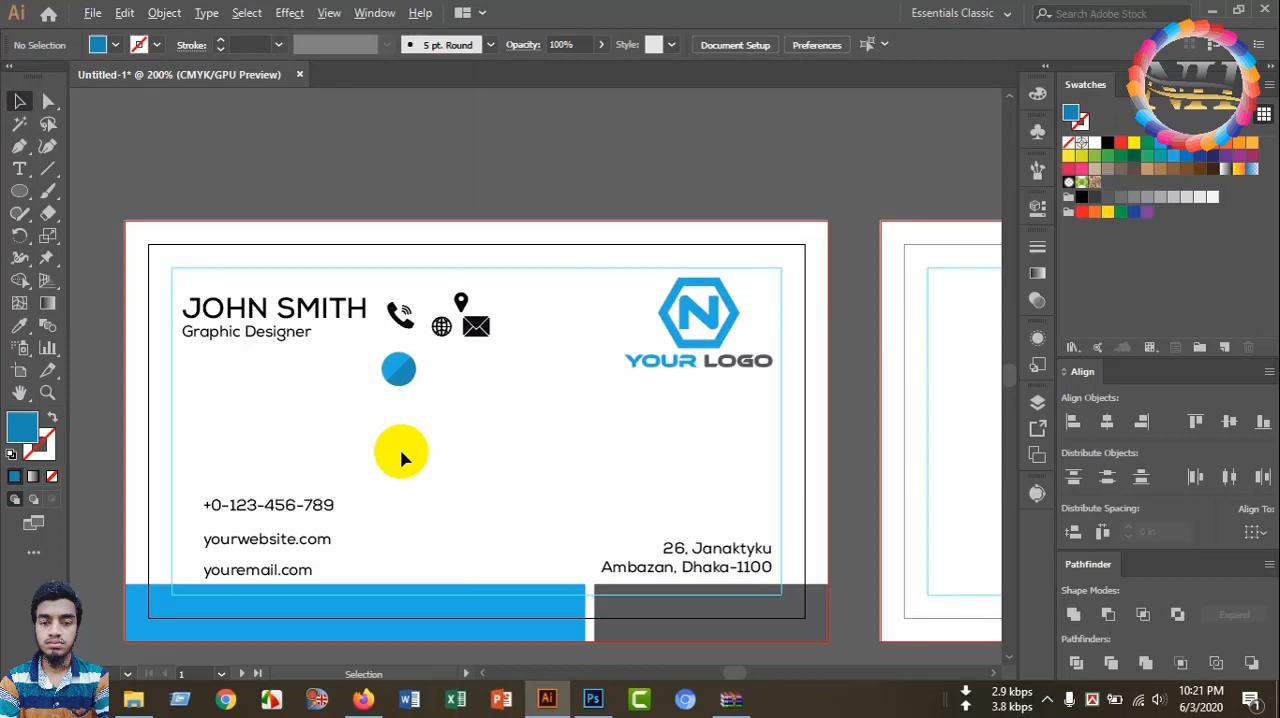 Ai File Edit Object Type Select Effect View Window Help Essentials Classic Search Adobe Stock
No Selection Stroke: 5 pt. Round Opacity: 100% Style: Document Setup Preferences
Untitled-1* @ 200% (CMYK/GPU Preview)
Swatches
JOHN SMITH
Graphic Designer
N
YOUR LOGO
+0-123-456-789
yourwebsite.com
youremail.com
26, Janaktyku
Ambazan, Dhaka-1100
Align
Align Objects:
Distribute Objects:
Distribute Spacing: Align To:
0 in
Pathfinder
Shape Modes:
Expand
Pathfinders:
1 Selection
Ai Ps
2.9 kbps
3.8 kbps
10:21 PM
6/3/2020